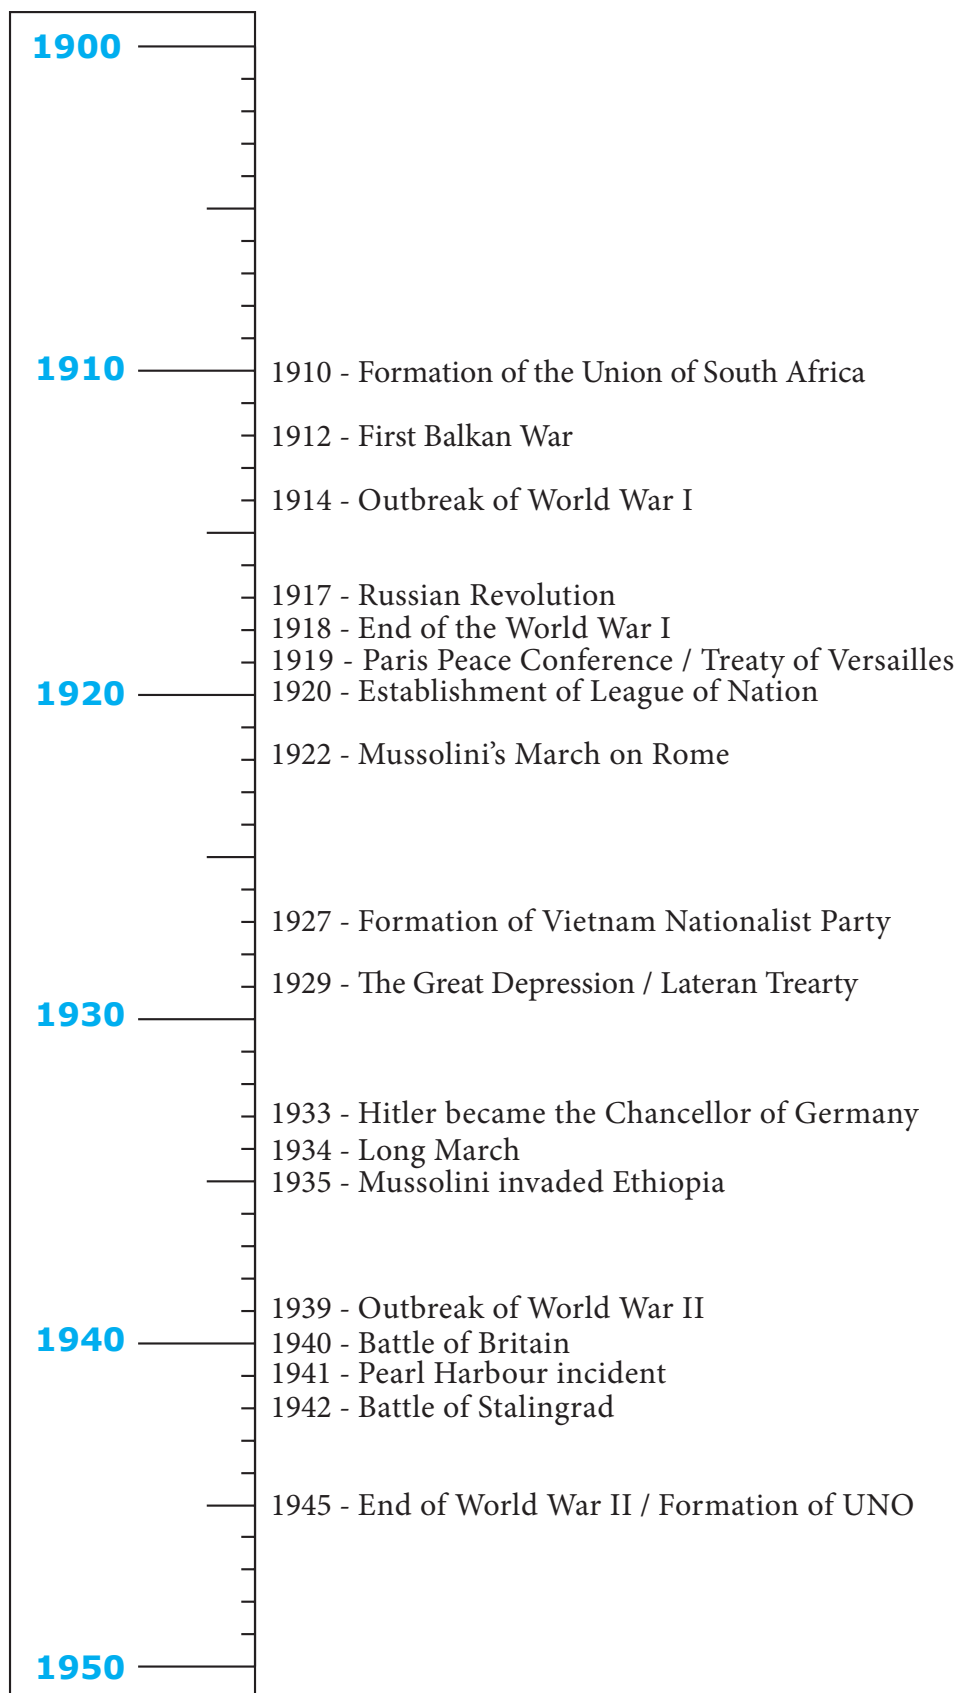 1900
1910
1910 - Formation of the Union of South Africa
1912 - First Balkan War
1914 - Outbreak of World War I
1917 - Russian Revolution
1918 - End of the World War I
1919 - Paris Peace Conference / Treaty of Versailles
1920
1920 - Establishment of League of Nation
1922 - Mussolini’s March on Rome
1927 - Formation of Vietnam Nationalist Party
1929 - The Great Depression / Lateran Trearty
1930
1933 - Hitler became the Chancellor of Germany
1934 - Long March
1935 - Mussolini invaded Ethiopia
1939 - Outbreak of World War II
1940
1940 - Battle of Britain
1941 - Pearl Harbour incident
1942 - Battle of Stalingrad
1945 - End of World War II / Formation of UNO
1950